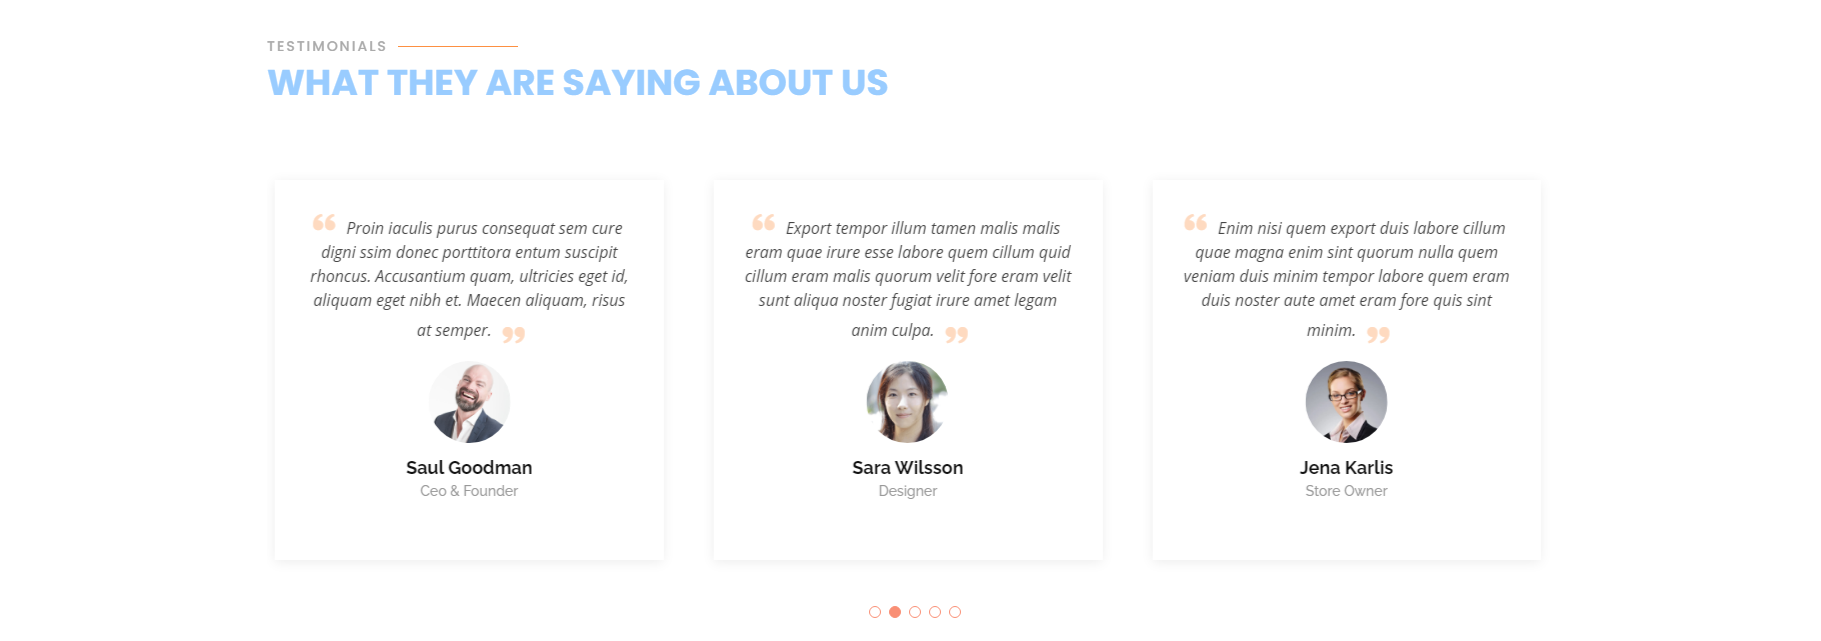 TESTIMONIALS
WHAT THEY ARE SAYING ABOUT US
“ Proin iaculis purus consequat sem cure
digni ssim donec porttitora entum suscipit
rhoncus. Accusantium quam, ultricies eget id,
aliquam eget nibh et. Maecen aliquam, risus
at semper. ”
Saul Goodman
Ceo & Founder
“ Export tempor illum tamen malis malis
eram quae irure esse labore quem cillum quid
cillum eram malis quorum velit fore eram velit
sunt aliqua noster fugiat irure amet legam
anim culpa. ”
Sara Wilsson
Designer
“ Enim nisi quem export duis labore cillum
quae magna enim sint quorum nulla quem
veniam duis minim tempor labore quem eram
duis noster aute amet eram fore quis sint
minim. ”
Jena Karlis
Store Owner